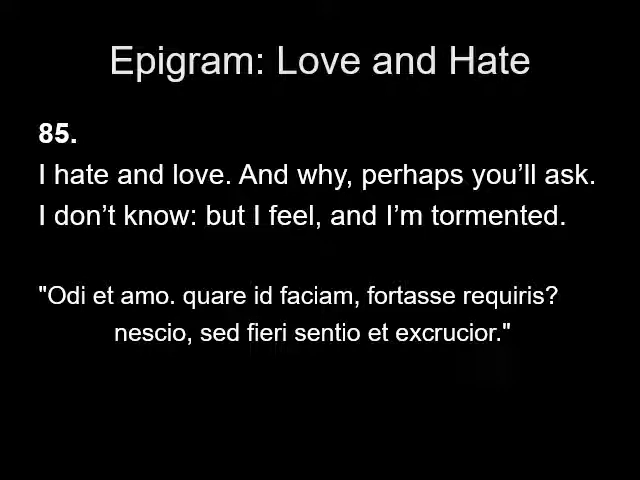 Epigram: Love and Hate
85.
I hate and love. And why, perhaps you’ll ask.
I don’t know: but I feel, and I’m tormented.
"Odi et amo. quare id faciam, fortasse requiris?
nescio, sed fieri sentio et excrucior."